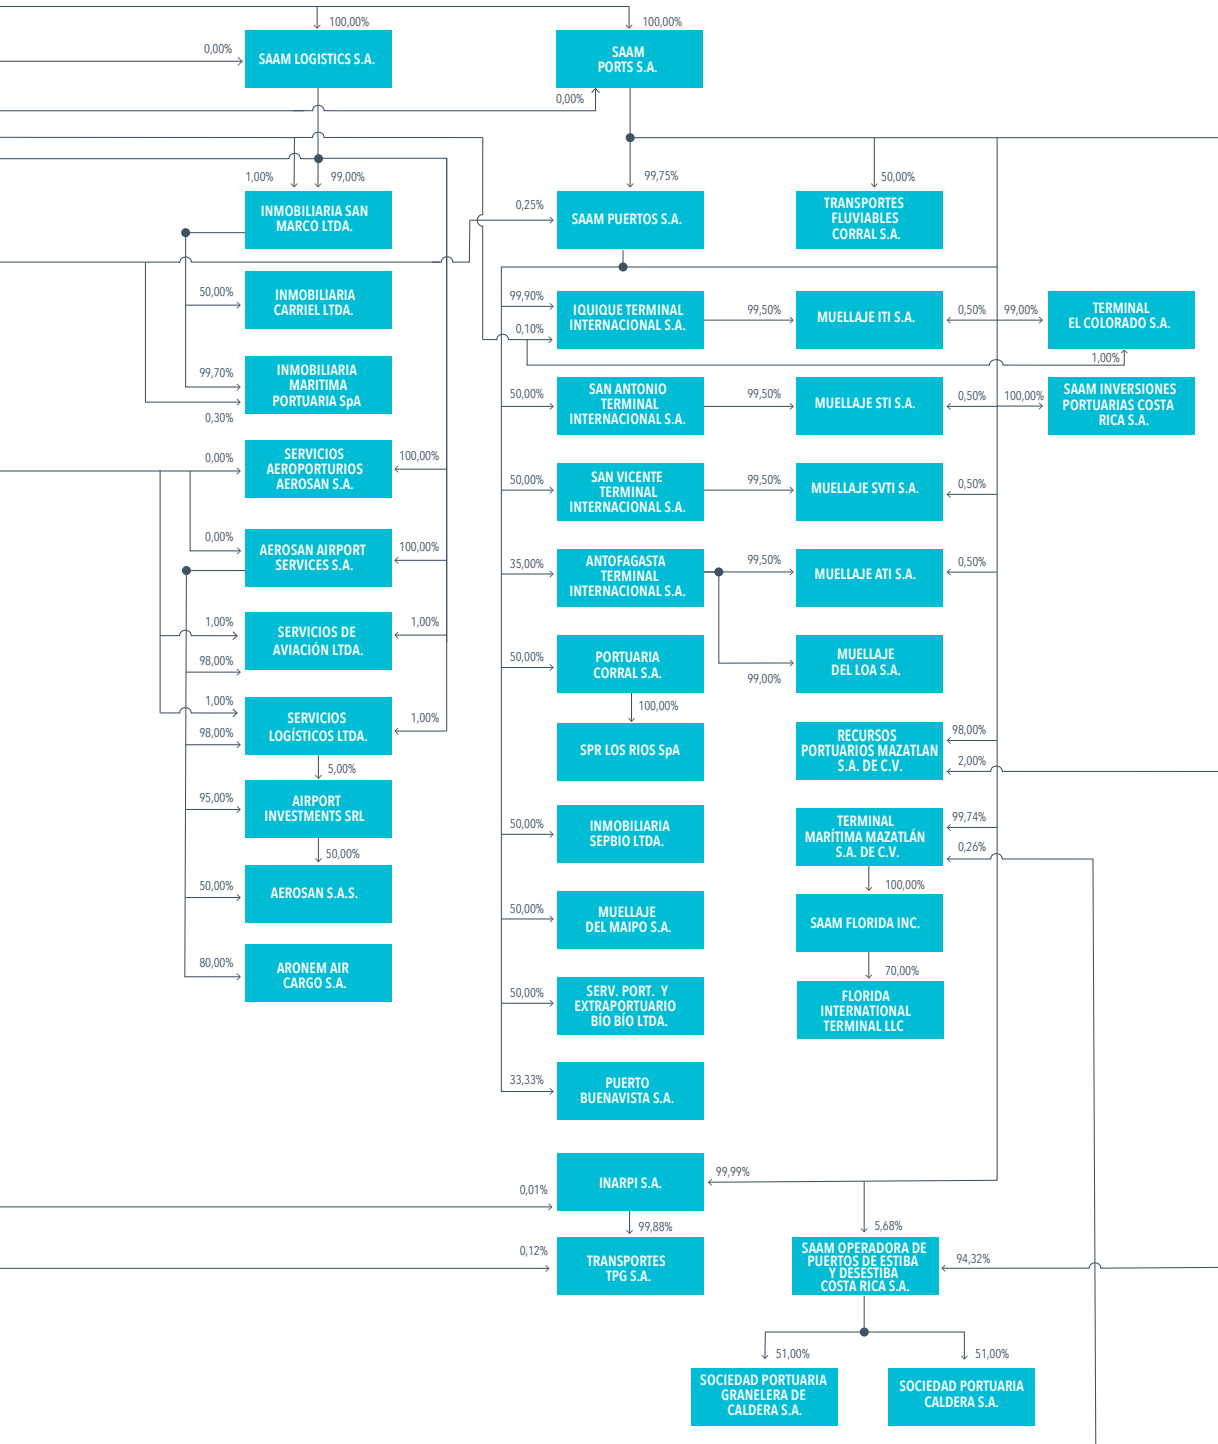 100,00%
100,00%
0,00%
SAAM LOGISTICS S.A.
SAAM
PORTS S.A.
0,00%
1,00%
99,00%
99,75%
50,00%
INMOBILIARIA SAN
MARCO LTDA.
0,25%
SAAM PUERTOS S.A.
TRANSPORTES
FLUVIABLES
CORRAL S.A.
50,00%
INMOBILIARIA
CARRIEL LTDA.
99,90%
0,10%
IQUIQUE TERMINAL
INTERNACIONAL S.A.
99,50%
MUELLAJE ITI S.A.
0,50%
99,00%
TERMINAL
EL COLORADO S.A.
1,00%
99,70%
0,30%
INMOBILIARIA
MARITIMA
PORTUARIA SpA
50,00%
SAN ANTONIO
TERMINAL
INTERNACIONAL S.A.
99,50%
MUELLAJE STI S.A.
0,50%
100,00%
SAAM INVERSIONES
PORTUARIAS COSTA
RICA S.A.
0,00%
SERVICIOS
AEROPORTURIOS
AEROSAN S.A.
100,00%
50,00%
SAN VICENTE
TERMINAL
INTERNACIONAL S.A.
99,50%
MUELLAJE SVTI S.A.
0,50%
0,00%
AEROSAN AIRPORT
SERVICES S.A.
100,00%
35,00%
ANTOFAGASTA
TERMINAL
INTERNACIONAL S.A.
99,50%
MUELLAJE ATI S.A.
0,50%
1,00%
98,00%
SERVICIOS DE
AVIACIÓN LTDA.
1,00%
50,00%
PORTUARIA
CORRAL S.A.
99,00%
MUELLAJE
DEL LOA S.A.
100,00%
1,00%
98,00%
SERVICIOS
LOGÍSTICOS LTDA.
1,00%
5,00%
SPR LOS RIOS SpA
RECURSOS
PORTUARIOS MAZATLAN
S.A. DE C.V.
98,00%
2,00%
95,00%
AIRPORT
INVESTMENTS SRL
50,00%
50,00%
INMOBILIARIA
SEPBIO LTDA.
TERMINAL
MARÍTIMA MAZATLÁN
S.A. DE C.V.
99,74%
0,26%
100,00%
50,00%
AEROSAN S.A.S.
50,00%
MUELLAJE
DEL MAIPO S.A.
SAAM FLORIDA INC.
70,00%
80,00%
ARONEM AIR
CARGO S.A.
50,00%
SERV. PORT. Y
EXTRAPORTUARIO
BÍO BÍO LTDA.
FLORIDA
INTERNATIONAL
TERMINAL LLC
33,33%
PUERTO
BUENAVISTA S.A.
0,01%
INARPI S.A.
99,99%
99,88%
5,68%
0,12%
TRANSPORTES
TPG S.A.
SAAM OPERADORA DE
PUERTOS DE ESTIBA
Y DESESTIBA
COSTA RICA S.A.
94,32%
51,00%
51,00%
SOCIEDAD PORTUARIA
GRANELERA DE
CALDERA S.A.
SOCIEDAD PORTUARIA
CALDERA S.A.